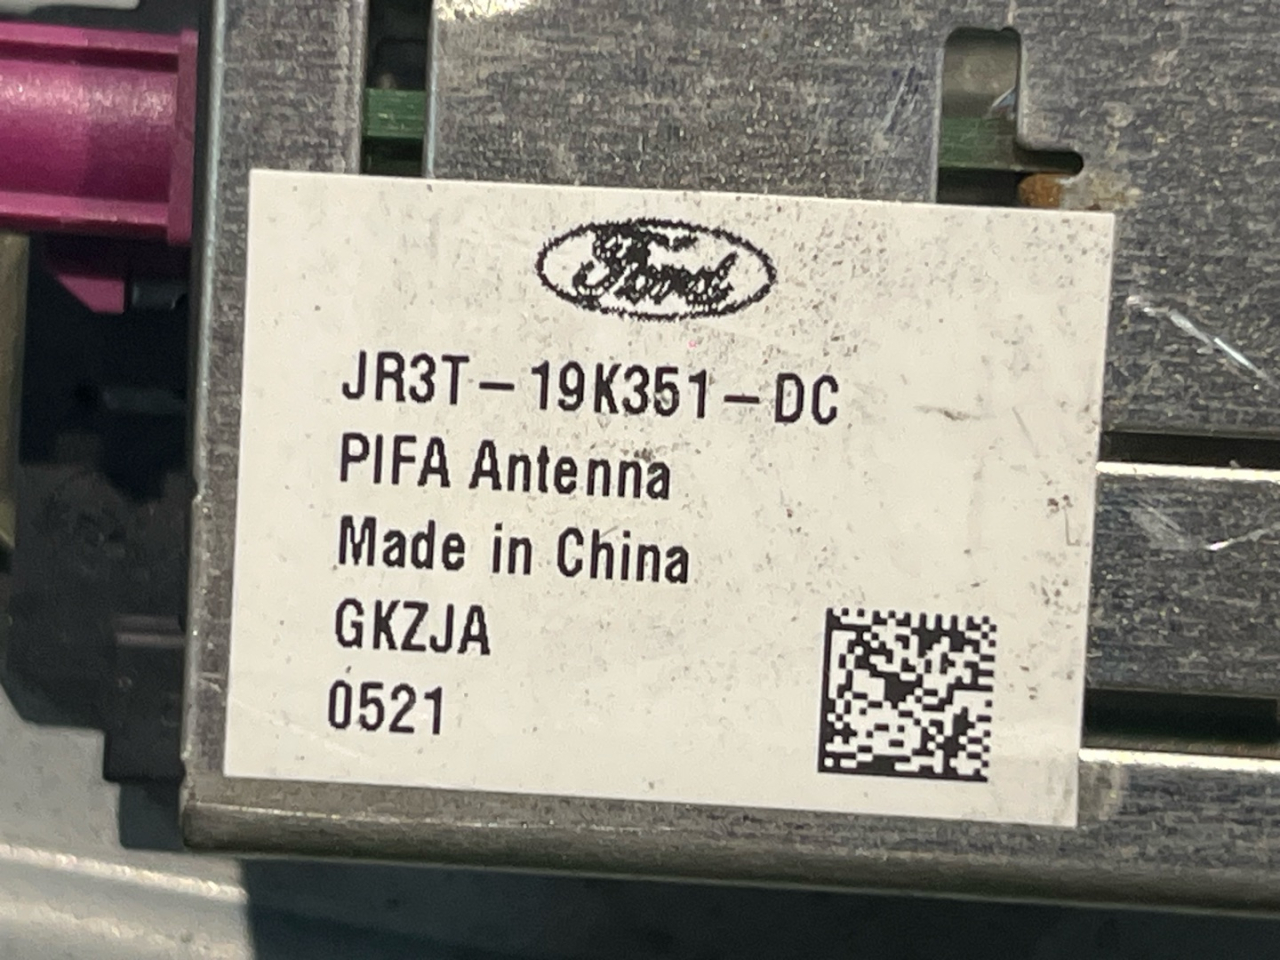 Ford
JR3T-19K351-DC
PIFA Antenna
Made in China
GKZJA
0521